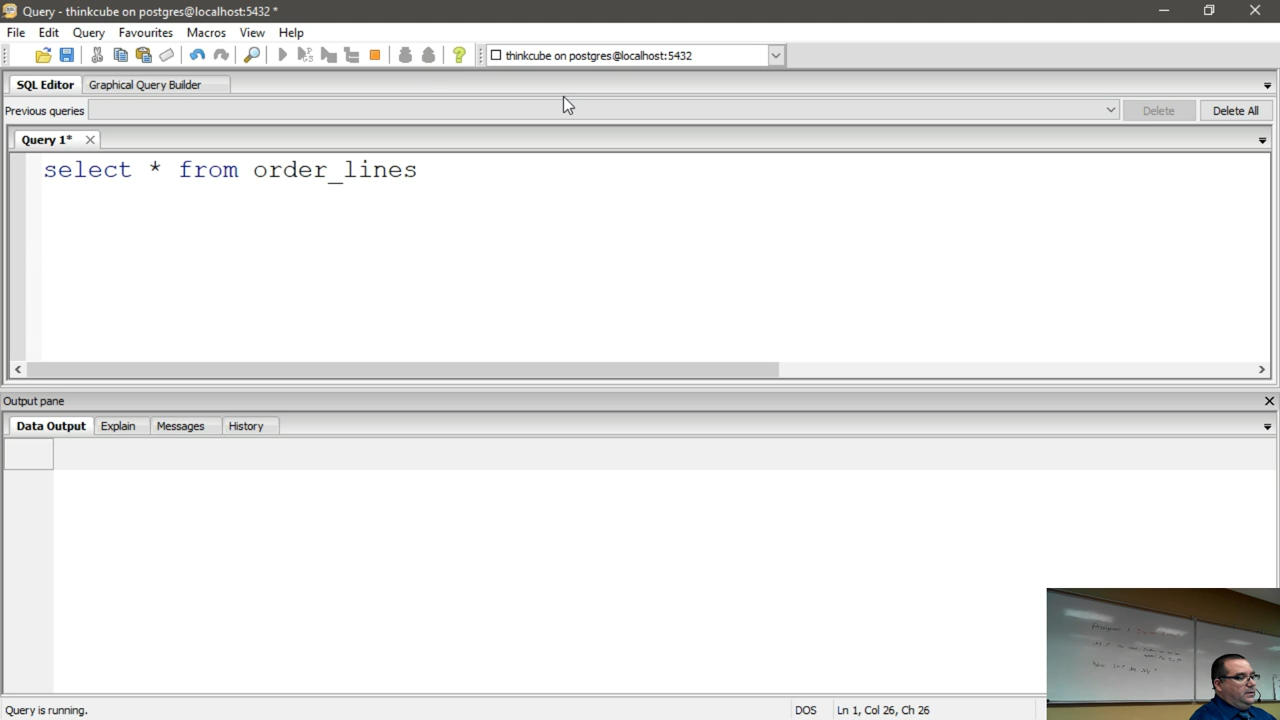 Query - thinkcube on postgres@localhost:5432 *
File Edit Query Favourites Macros View Help
thinkcube on postgres@localhost:5432
SQL Editor Graphical Query Builder
Previous queries Delete Delete All
Query 1*
select * from order_lines
Output pane
Data Output Explain Messages History
Query is running. DOS Ln 1, Col 26, Ch 26